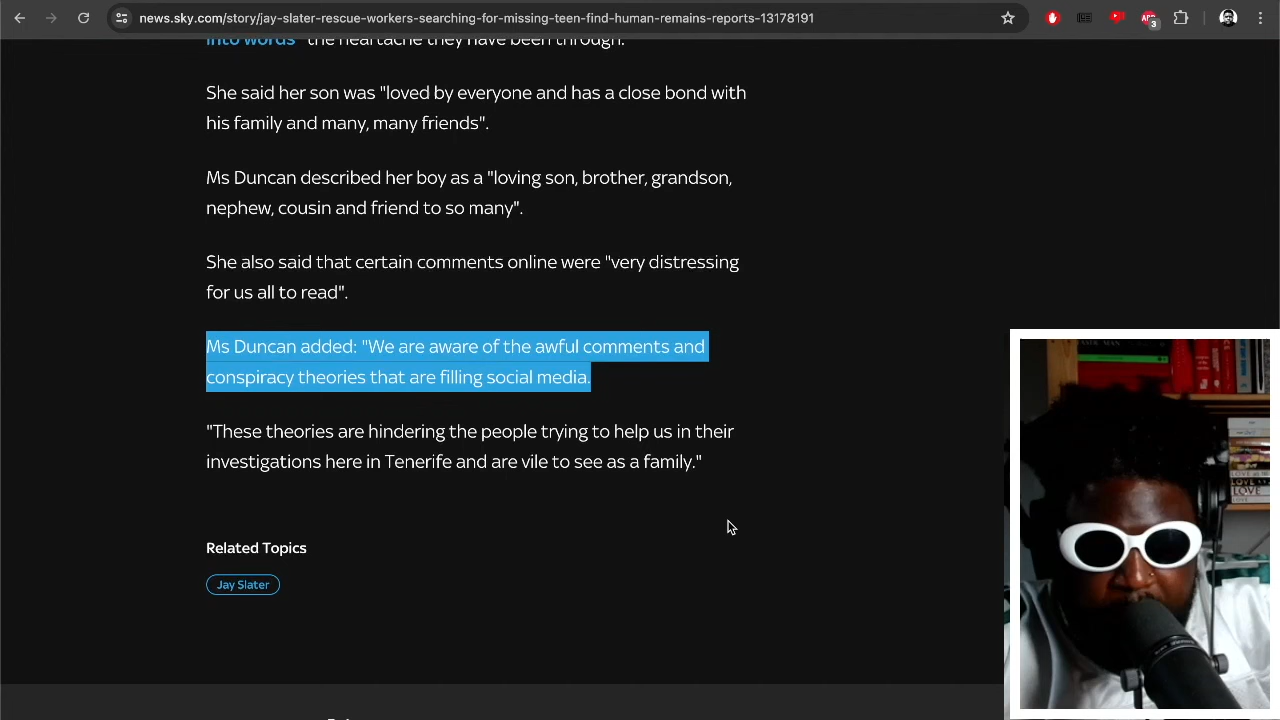 news.sky.com/story/jay-slater-rescue-workers-searching-for-missing-teen-find-human-remains-reports-13178191
3
into words" the heartache they have been through.
She said her son was "loved by everyone and has a close bond with
his family and many, many friends".
Ms Duncan described her boy as a "loving son, brother, grandson,
nephew, cousin and friend to so many".
She also said that certain comments online were "very distressing
for us all to read".
Ms Duncan added: "We are aware of the awful comments and
conspiracy theories that are filling social media.
"These theories are hindering the people trying to help us in their
investigations here in Tenerife and are vile to see as a family."
Related Topics
Jay Slater
LOVE
LOVE